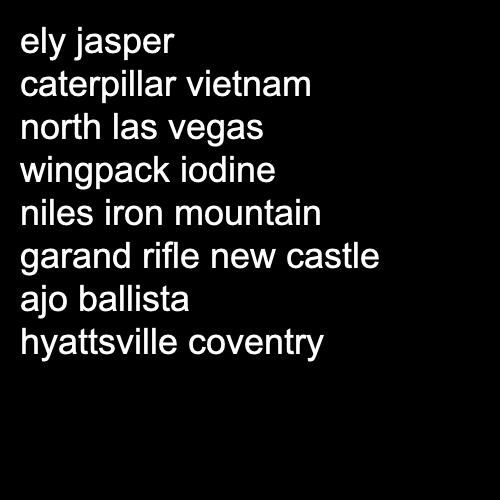 ely jasper
caterpillar vietnam
north las vegas
wingpack iodine
niles iron mountain
garand rifle new castle
ajo ballista
hyattsville coventry